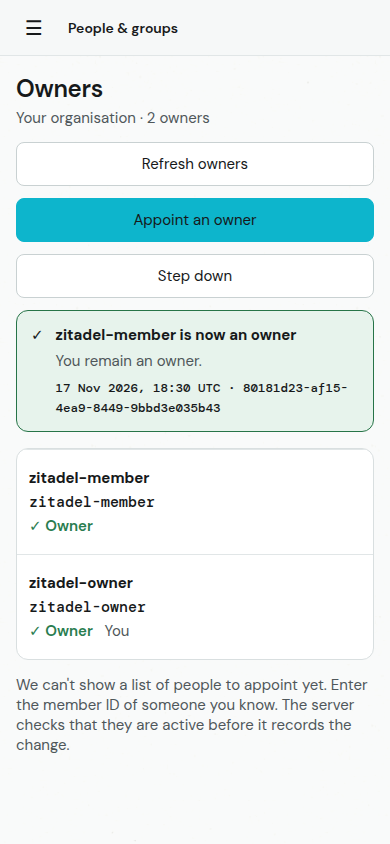 ☰ People & groups
Owners
Your organisation · 2 owners
Refresh owners
Appoint an owner
Step down
✓ zitadel-member is now an owner
You remain an owner.
17 Nov 2026, 18:30 UTC · 80181d23-af15-
4ea9-8449-9bbd3e035b43
zitadel-member
zitadel-member
✓ Owner
zitadel-owner
zitadel-owner
✓ Owner You
We can't show a list of people to appoint yet. Enter
the member ID of someone you know. The server
checks that they are active before it records the
change.